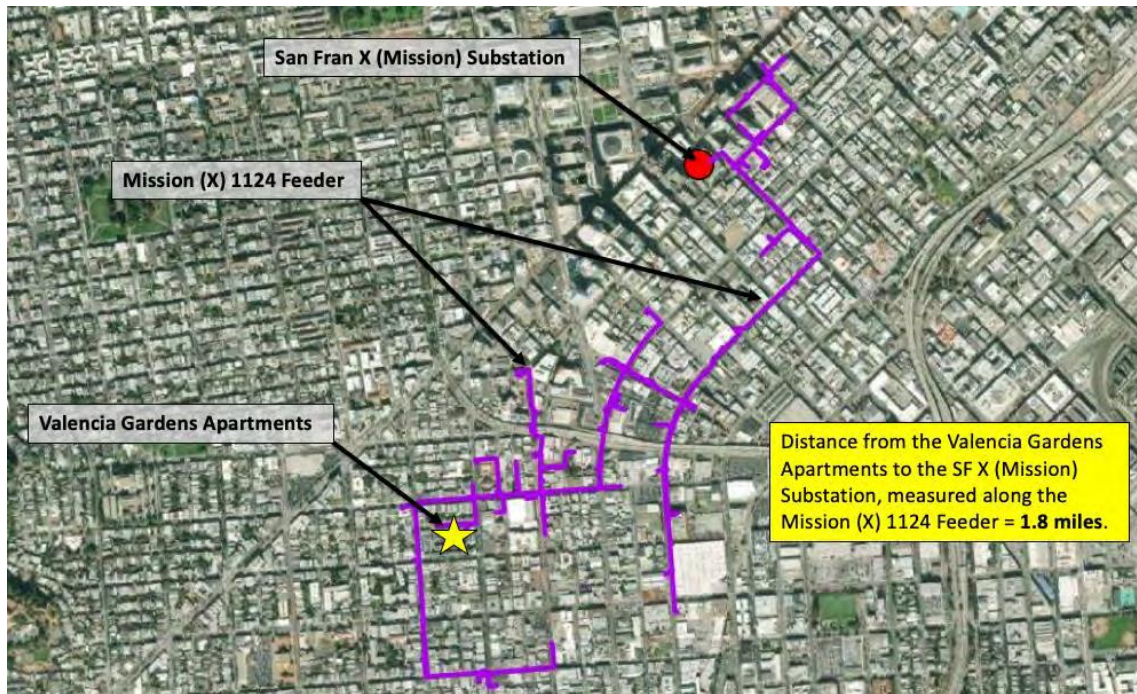 San Fran X (Mission) Substation
Mission (X) 1124 Feeder
Valencia Gardens Apartments
Distance from the Valencia Gardens
Apartments to the SF X (Mission)
Substation, measured along the
Mission (X) 1124 Feeder = 1.8 miles.